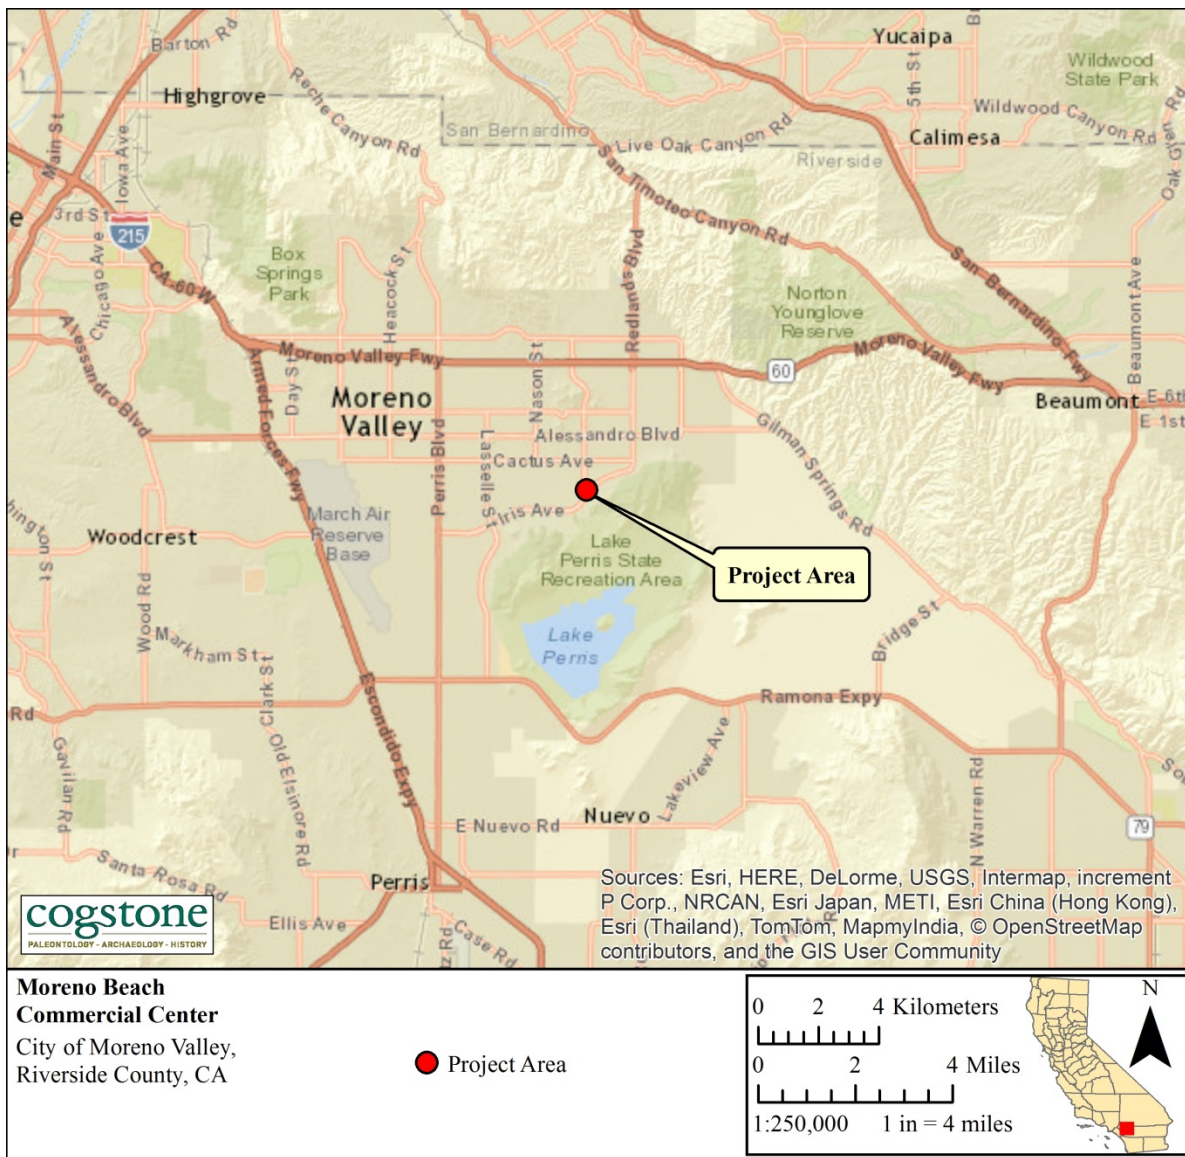 Yucaipa
Barton Rd
Wildwood
State Park
Highgrove
Reche Canyon Rd
5th St
Wildwood Canyon Rd
Oak Glen Rd
Main St
Iowa Ave
San Bernardino
Live Oak Canyon Rd
Calimesa
Riverside
San Timoteo Canyon Rd
3rd St
e
215
Chicago Ave
CA-60 W
Box
Springs
Park
Heacock St
Redlands Blvd
Norton
Younglove
Reserve
San Bernardino Fwy
Beaumont Ave
Alessandro Blvd
Armed Forces Fwy
Moreno Valley Fwy
Day St
Nason St
60
Moreno Valley Fwy
Moreno
Valley
Beaumont
E 6th
E 1st
Perris Blvd
Lasselle St
Alessandro Blvd
Cactus Ave
Gilman Springs Rd
Iris Ave
March Air
Reserve
Base
Woodcrest
Lake
Perris State
Recreation Area
Project Area
Wood Rd
Markham St
Clark St
Lake
Perris
Bridge St
Rd
Escondido Expy
Ramona Expy
Gavilan Rd
Old Elsinore Rd
Lakeview Ave
N Warren Rd
Nuevo
E Nuevo Rd
79
Santa Rosa Rd
Perris
Ellis Ave
Case Rd
Sources: Esri, HERE, DeLorme, USGS, Intermap, increment
P Corp., NRCAN, Esri Japan, METI, Esri China (Hong Kong),
Esri (Thailand), TomTom, MapmyIndia, © OpenStreetMap
contributors, and the GIS User Community
cogstone
PALEONTOLOGY - ARCHAEOLOGY - HISTORY
Moreno Beach
Commercial Center
City of Moreno Valley,
Riverside County, CA
Project Area
0 2 4 Kilometers
0 2 4 Miles
1:250,000 1 in = 4 miles
N